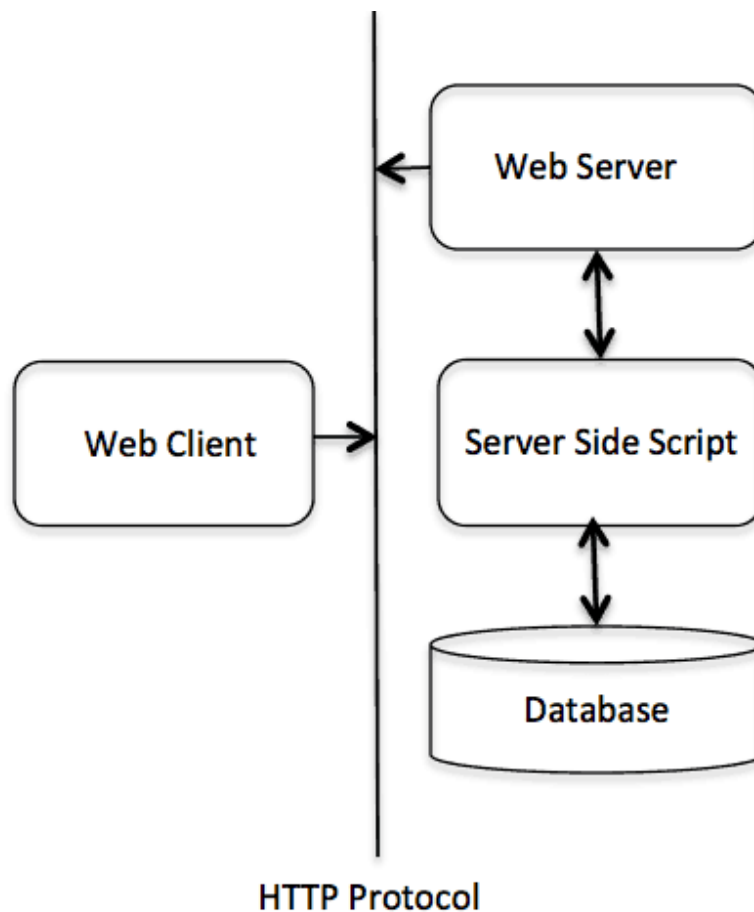 Web Server
Web Client
Server Side Script
Database
HTTP Protocol